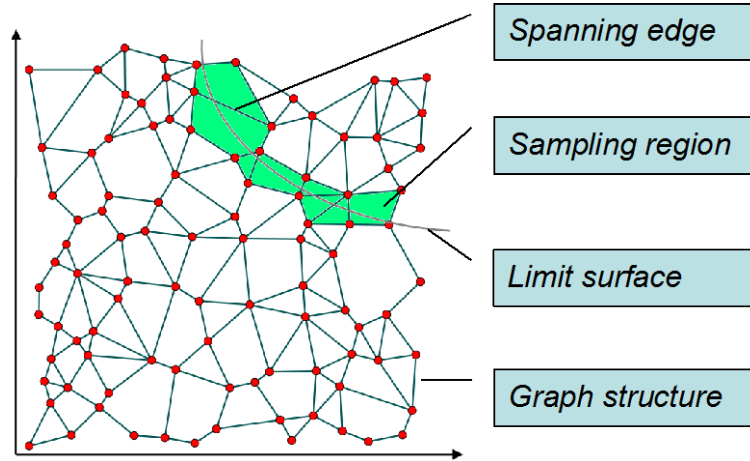 Spanning edge
Sampling region
Limit surface
Graph structure